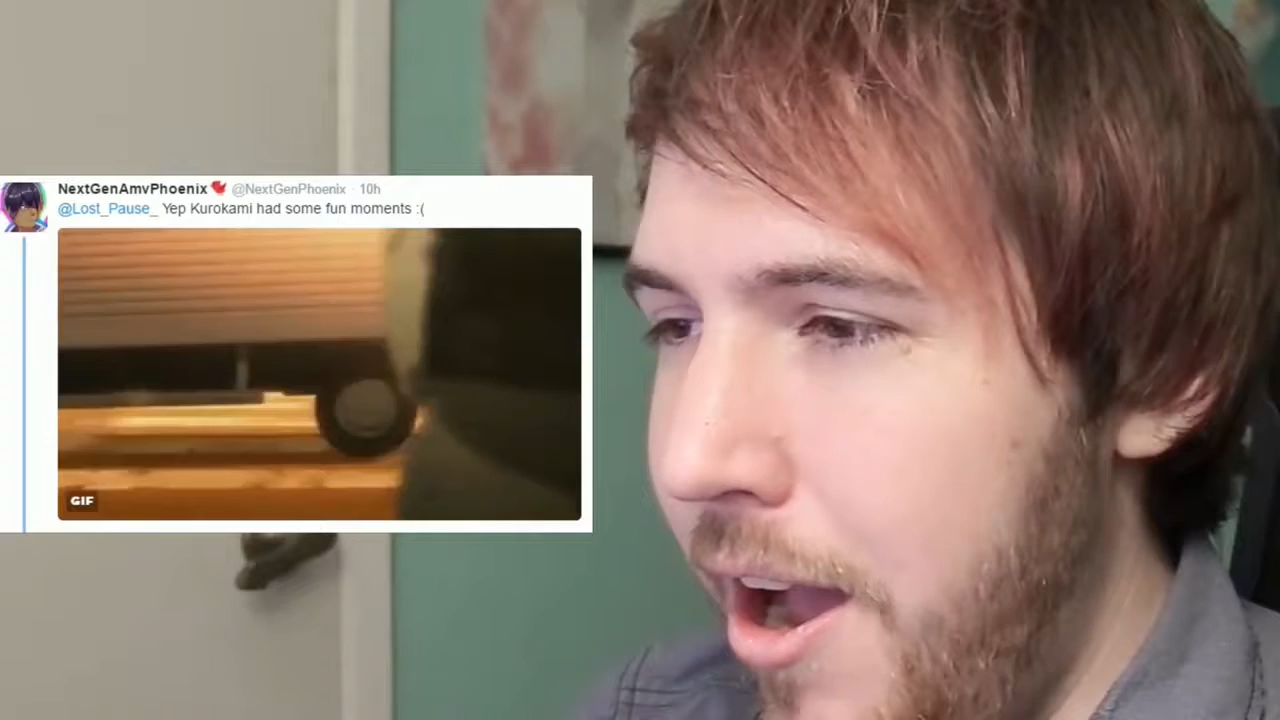 NextGenAmvPhoenix @NextGenPhoenix · 10h
@Lost_Pause_ Yep Kurokami had some fun moments :(
GIF